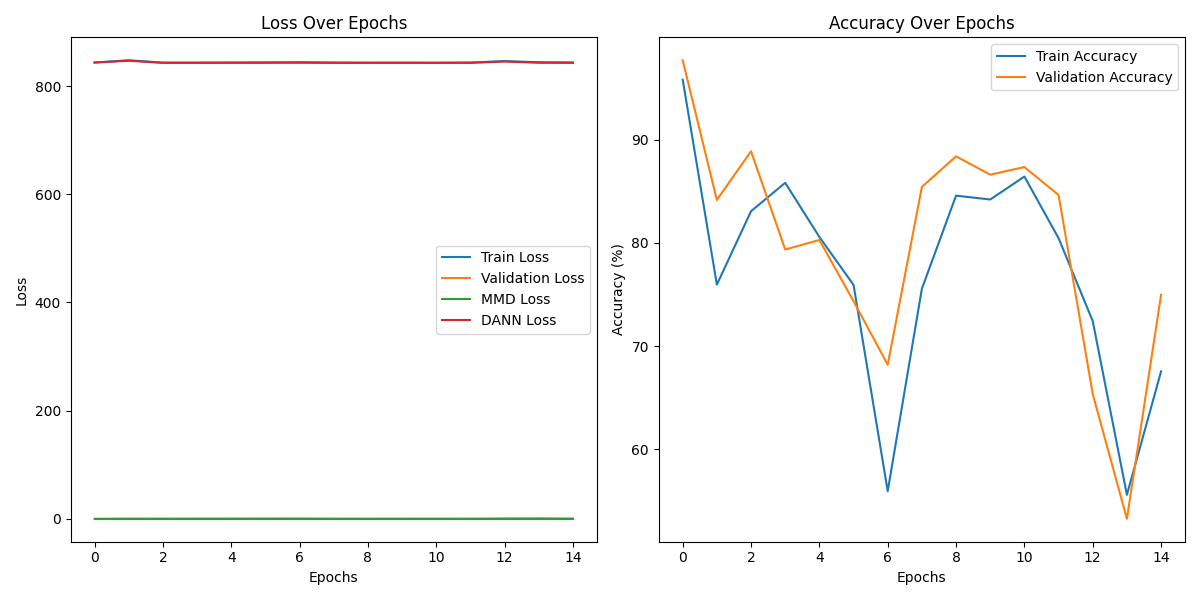 Loss Over Epochs
Loss
800
600
400
200
0
0 2 4 6 8 10 12 14
Epochs
Train Loss
Validation Loss
MMD Loss
DANN Loss
Accuracy Over Epochs
Accuracy (%)
90
80
70
60
0 2 4 6 8 10 12 14
Epochs
Train Accuracy
Validation Accuracy